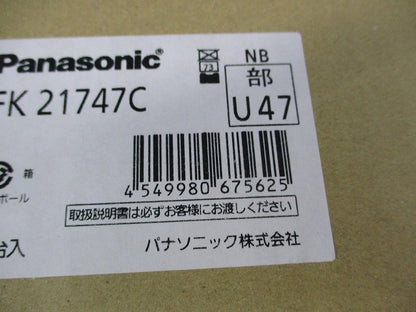 Panasonic®
NB
FK 21747C
部
U47
箱
ボール
4 549980 675625
取扱説明書は必ずお客様にお渡しください
台入
パナソニック株式会社